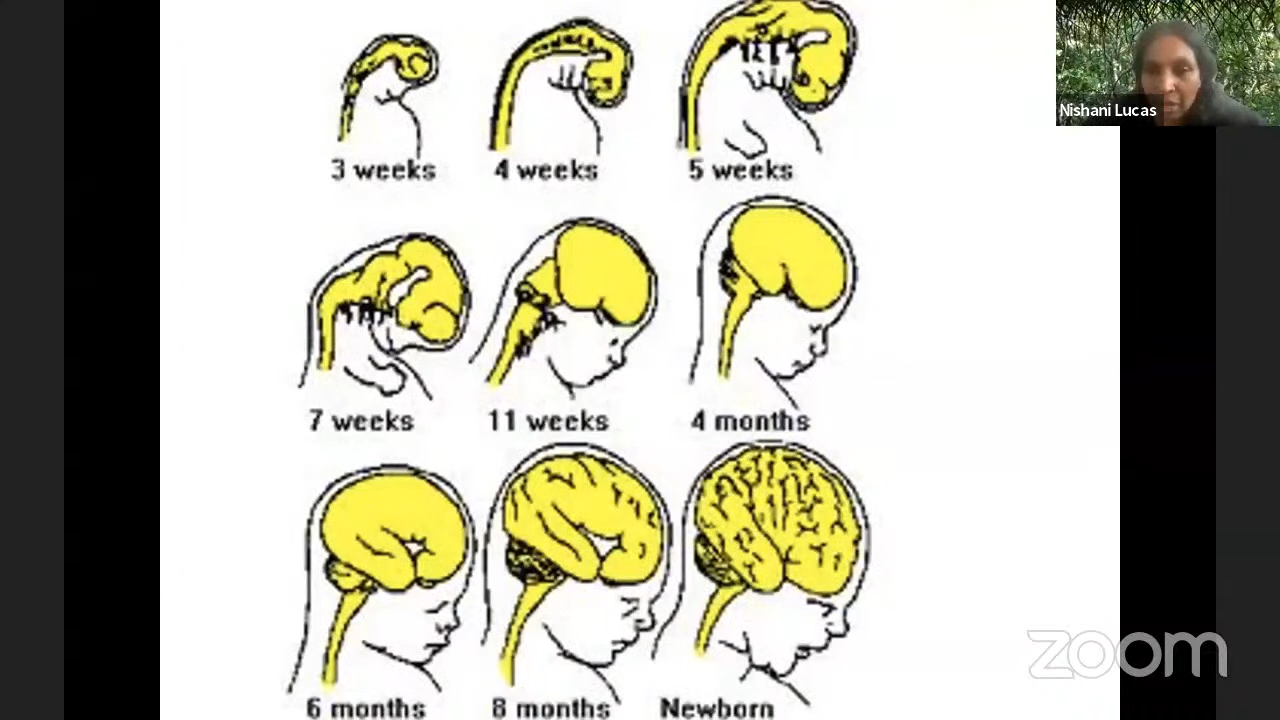 Nishani Lucas
3 weeks
4 weeks
5 weeks
7 weeks
11 weeks
4 months
6 months
8 months
Newborn
zoom